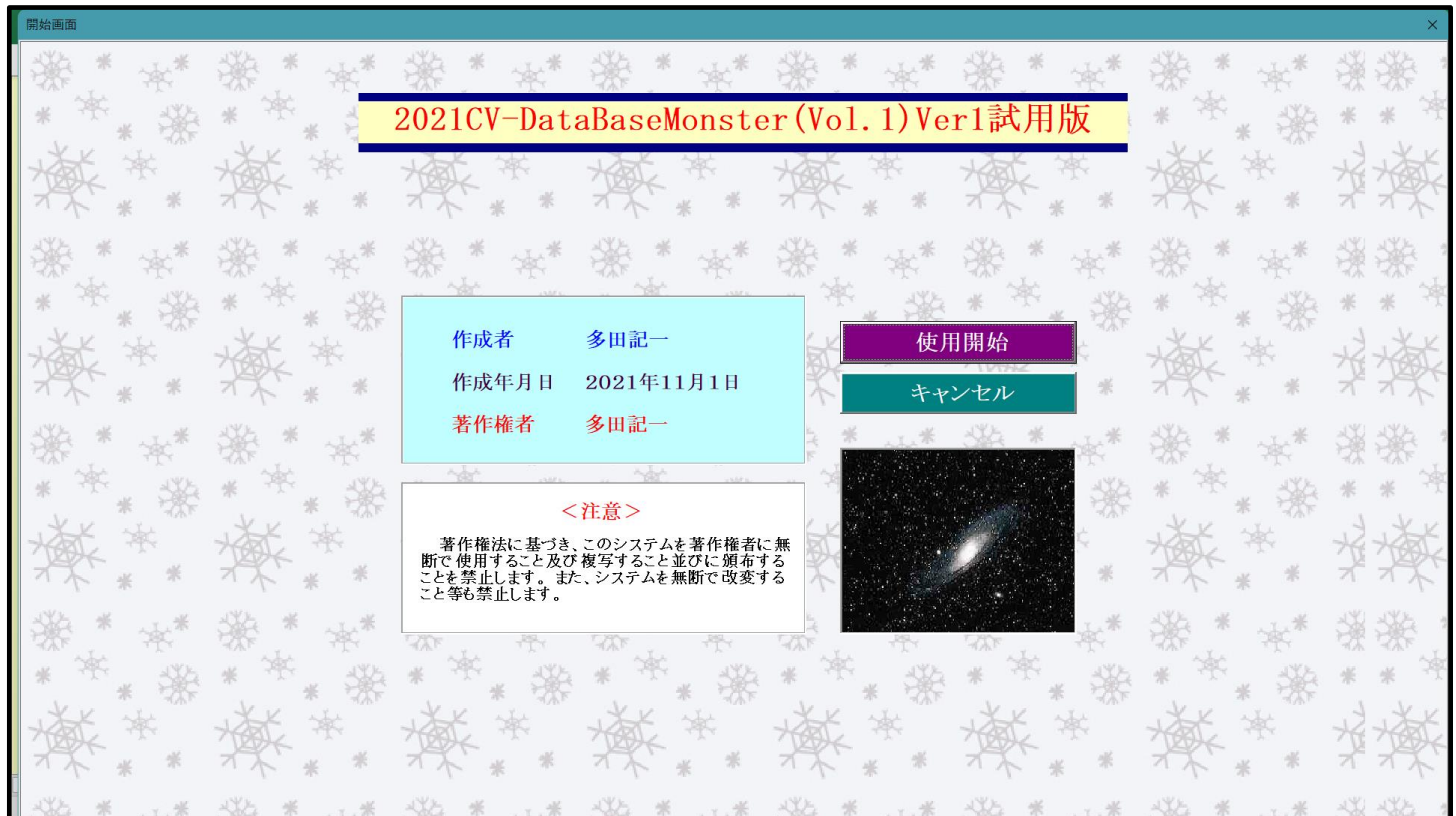 開始画面
2021CV-DataBaseMonster(Vol.1)Ver1試用版
作成者 多田記一
作成年月日 2021年11月1日
著作権者 多田記一
使用開始
キャンセル
＜注意＞
著作権法に基づき、このシステムを著作権者に無
断で使用すること及び複写すること並びに頒布する
ことを禁止します。また、システムを無断で改変する
こと等も禁止します。